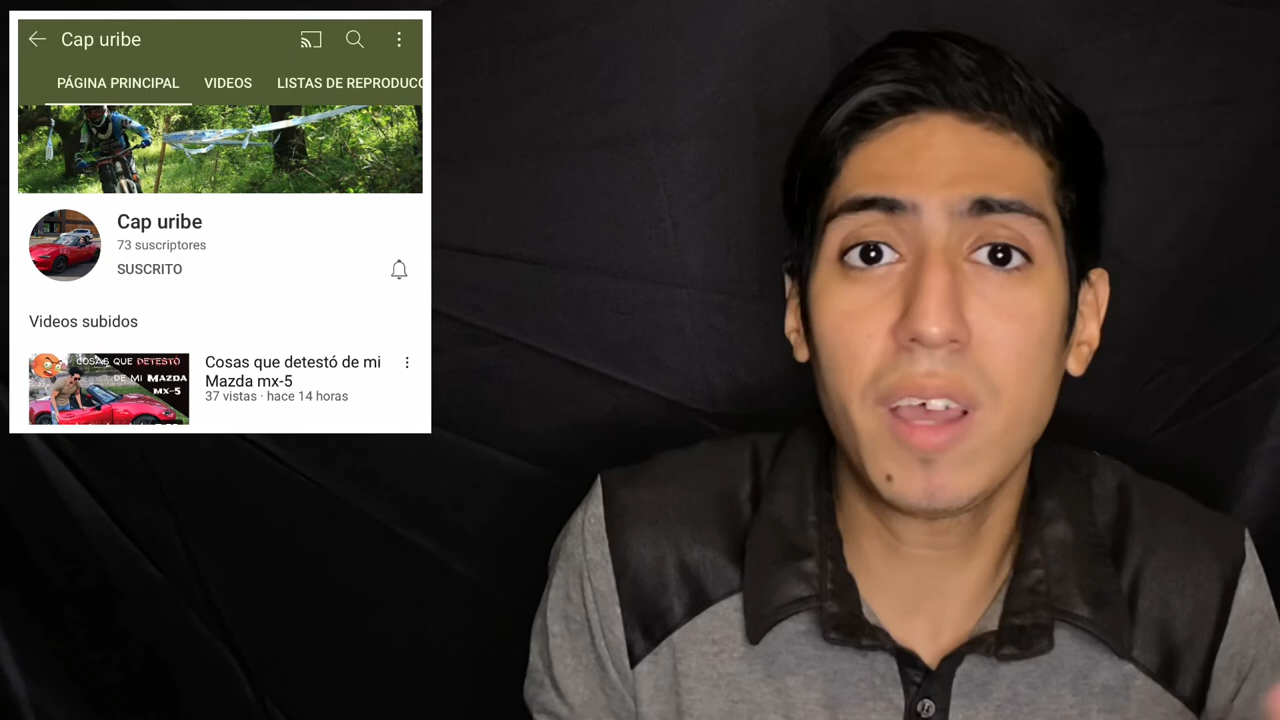 Cap uribe
PÁGINA PRINCIPAL VIDEOS LISTAS DE REPRODUCC
Cap uribe
73 suscriptores
SUSCRITO
Videos subidos
COSAS QUE DETESTÓ
DE MI MAZDA
MX-5
Cosas que detestó de mi
Mazda mx-5
37 vistas · hace 14 horas